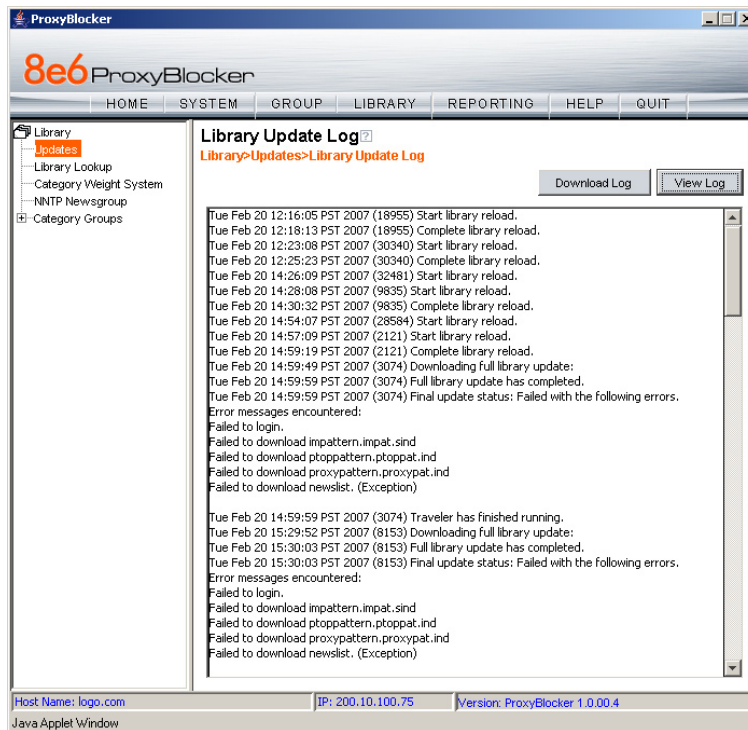 ProxyBlocker
8e6 ProxyBlocker
HOME SYSTEM GROUP LIBRARY REPORTING HELP QUIT
Library
Updates
Library Lookup
Category Weight System
NNTP Newsgroup
Category Groups
Library Update Log?
Library>Updates>Library Update Log
Download Log View Log
Tue Feb 20 12:16:05 PST 2007 (18955) Start library reload.
Tue Feb 20 12:18:13 PST 2007 (18955) Complete library reload.
Tue Feb 20 12:23:08 PST 2007 (30340) Start library reload.
Tue Feb 20 12:25:23 PST 2007 (30340) Complete library reload.
Tue Feb 20 14:26:09 PST 2007 (32481) Start library reload.
Tue Feb 20 14:28:08 PST 2007 (9835) Start library reload.
Tue Feb 20 14:30:32 PST 2007 (9835) Complete library reload.
Tue Feb 20 14:54:07 PST 2007 (28584) Start library reload.
Tue Feb 20 14:57:09 PST 2007 (2121) Start library reload.
Tue Feb 20 14:59:19 PST 2007 (2121) Complete library reload.
Tue Feb 20 14:59:49 PST 2007 (3074) Downloading full library update:
Tue Feb 20 14:59:59 PST 2007 (3074) Full library update has completed.
Tue Feb 20 14:59:59 PST 2007 (3074) Final update status: Failed with the following errors.
Error messages encountered:
Failed to login.
Failed to download impattern.impat.sind
Failed to download ptoppattern.ptoppat.ind
Failed to download proxypattern.proxypat.ind
Failed to download newslist. (Exception)
Tue Feb 20 14:59:59 PST 2007 (3074) Traveler has finished running.
Tue Feb 20 15:29:52 PST 2007 (8153) Downloading full library update:
Tue Feb 20 15:30:03 PST 2007 (8153) Full library update has completed.
Tue Feb 20 15:30:03 PST 2007 (8153) Final update status: Failed with the following errors.
Error messages encountered:
Failed to login.
Failed to download impattern.impat.sind
Failed to download ptoppattern.ptoppat.ind
Failed to download proxypattern.proxypat.ind
Failed to download newslist. (Exception)
Host Name: logo.com IP: 200.10.100.75 Version: ProxyBlocker 1.0.00.4
Java Applet Window